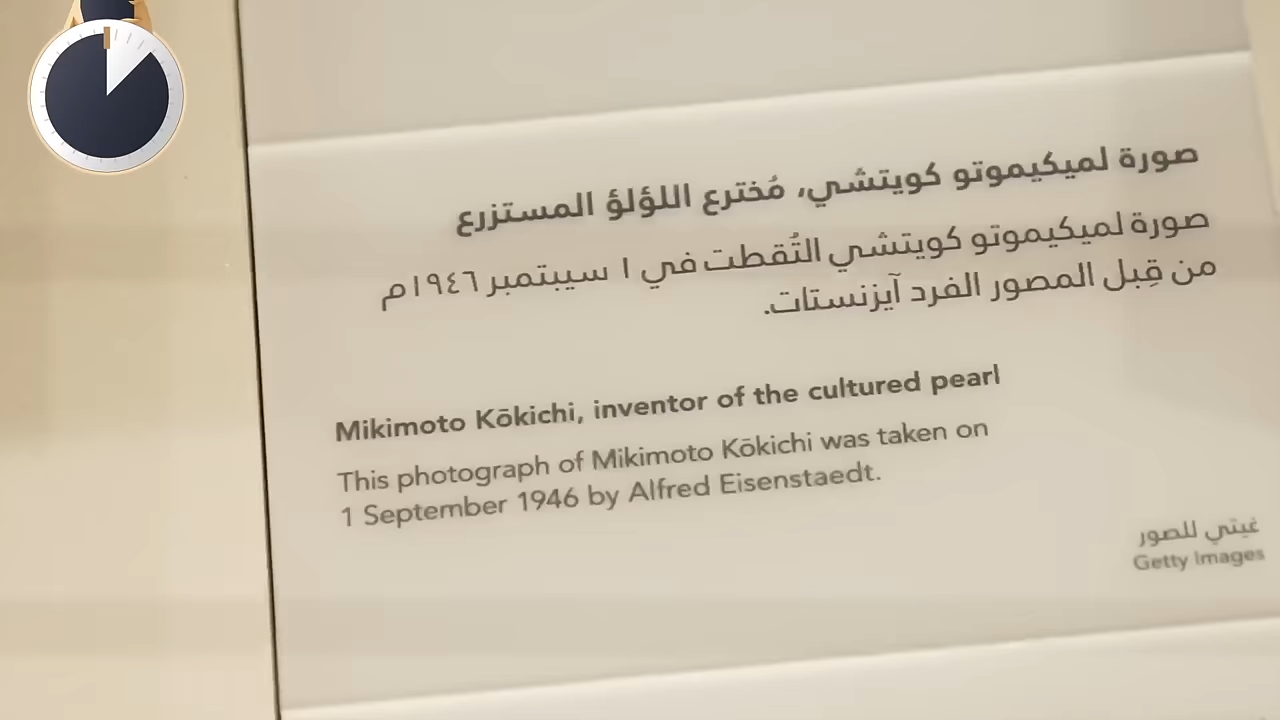 صورة لميكيموتو كويتشي، مُخترع اللؤلؤ المستزرع
صورة لميكيموتو كويتشي التُقطت في ١ سيبتمبر ١٩٤٦م
من قِبل المصور الفرد آيزنستات.
Mikimoto Kōkichi, inventor of the cultured pearl
This photograph of Mikimoto Kōkichi was taken on
1 September 1946 by Alfred Eisenstaedt.
غيتي للصور
Getty Images